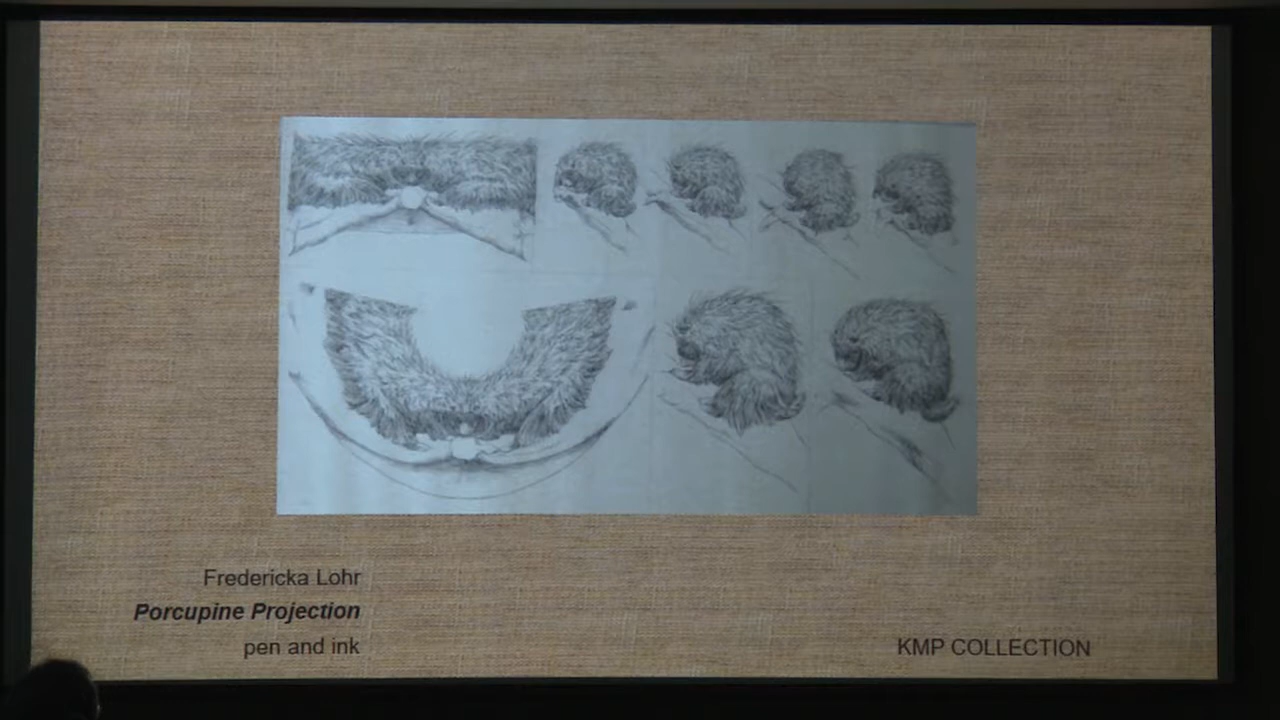 Fredericka Lohr
Porcupine Projection
pen and ink
KMP COLLECTION